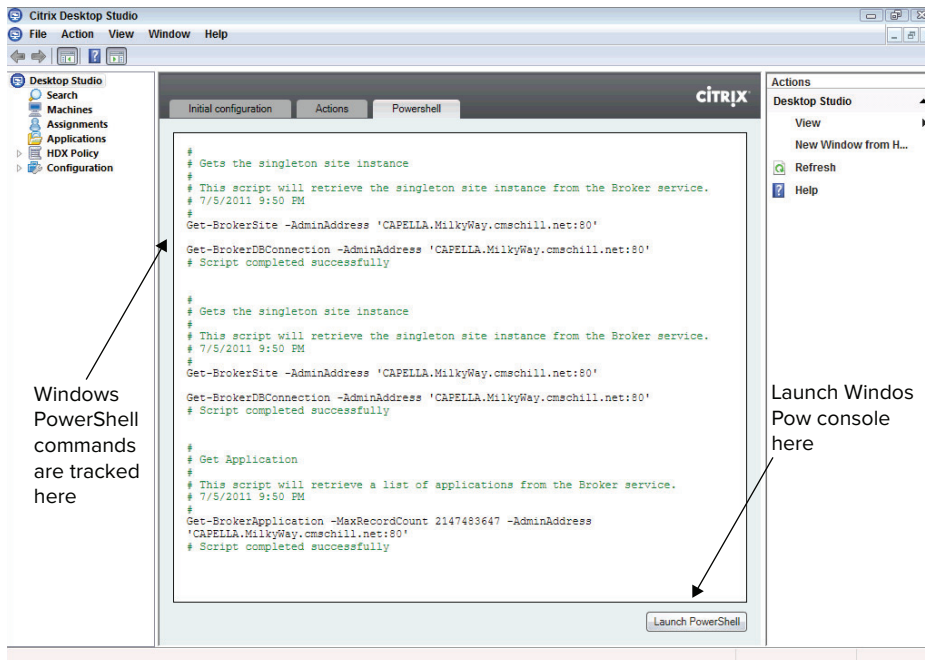 Citrix Desktop Studio
File Action View Window Help
Desktop Studio
Search
Machines
Assignments
Applications
HDX Policy
Configuration
Initial configuration
Actions
Powershell
CİTRIX
#
# Gets the singleton site instance
#
# This script will retrieve the singleton site instance from the Broker service.
# 7/5/2011 9:50 PM
#
Get-BrokerSite -AdminAddress 'CAPELLA.MilkyWay.cmschill.net:80'
Get-BrokerDBConnection -AdminAddress 'CAPELLA.MilkyWay.cmschill.net:80'
# Script completed successfully
#
# Gets the singleton site instance
#
# This script will retrieve the singleton site instance from the Broker service.
# 7/5/2011 9:50 PM
#
Get-BrokerSite -AdminAddress 'CAPELLA.MilkyWay.cmschill.net:80'
Get-BrokerDBConnection -AdminAddress 'CAPELLA.MilkyWay.cmschill.net:80'
# Script completed successfully
#
# Get Application
#
# This script will retrieve a list of applications from the Broker service.
# 7/5/2011 9:50 PM
#
Get-BrokerApplication -MaxRecordCount 2147483647 -AdminAddress
'CAPELLA.MilkyWay.cmschill.net:80'
# Script completed successfully
Launch PowerShell
Actions
Desktop Studio
View
New Window from H...
Refresh
Help
Windows
PowerShell
commands
are tracked
here
Launch Windos
Pow console
here